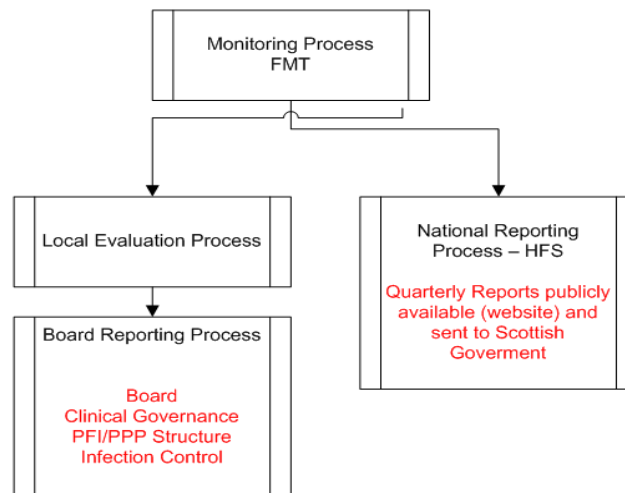 Monitoring Process
FMT
Local Evaluation Process
Board Reporting Process
Board
Clinical Governance
PFI/PPP Structure
Infection Control
National Reporting
Process – HFS
Quarterly Reports publicly
available (website) and
sent to Scottish
Goverment